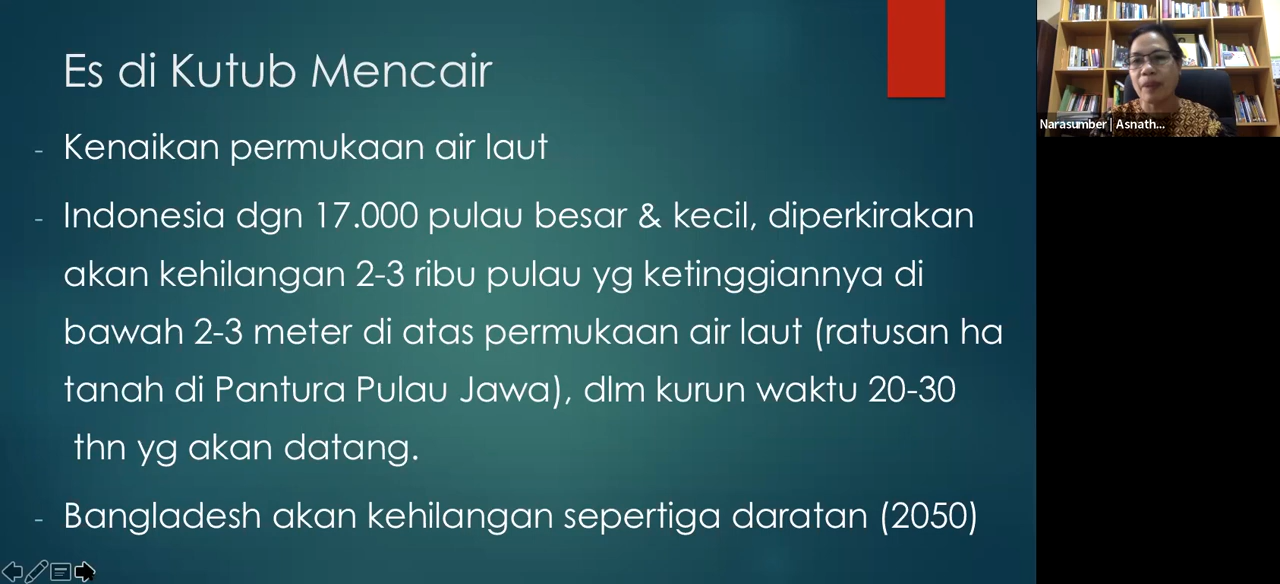 Es di Kutub Mencair
- Kenaikan permukaan air laut
- Indonesia dgn 17.000 pulau besar & kecil, diperkirakan
akan kehilangan 2-3 ribu pulau yg ketinggiannya di
bawah 2-3 meter di atas permukaan air laut (ratusan ha
tanah di Pantura Pulau Jawa), dlm kurun waktu 20-30
thn yg akan datang.
- Bangladesh akan kehilangan sepertiga daratan (2050)
Narasumber | Asnath...